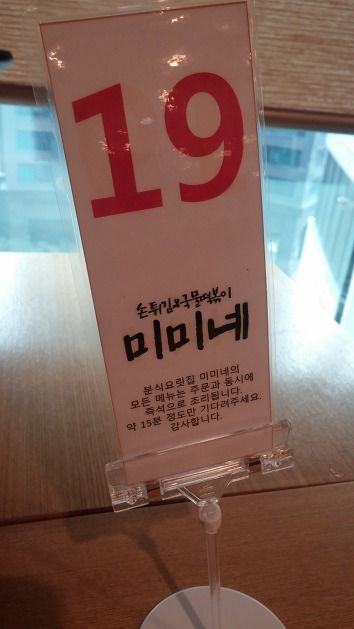 19
손튀김&국물떡볶이
미미네
분식요릿집 미미네의
모든 메뉴는 주문과 동시에
즉석으로 조리됩니다.
약 15분 정도만 기다려주세요.
감사합니다.